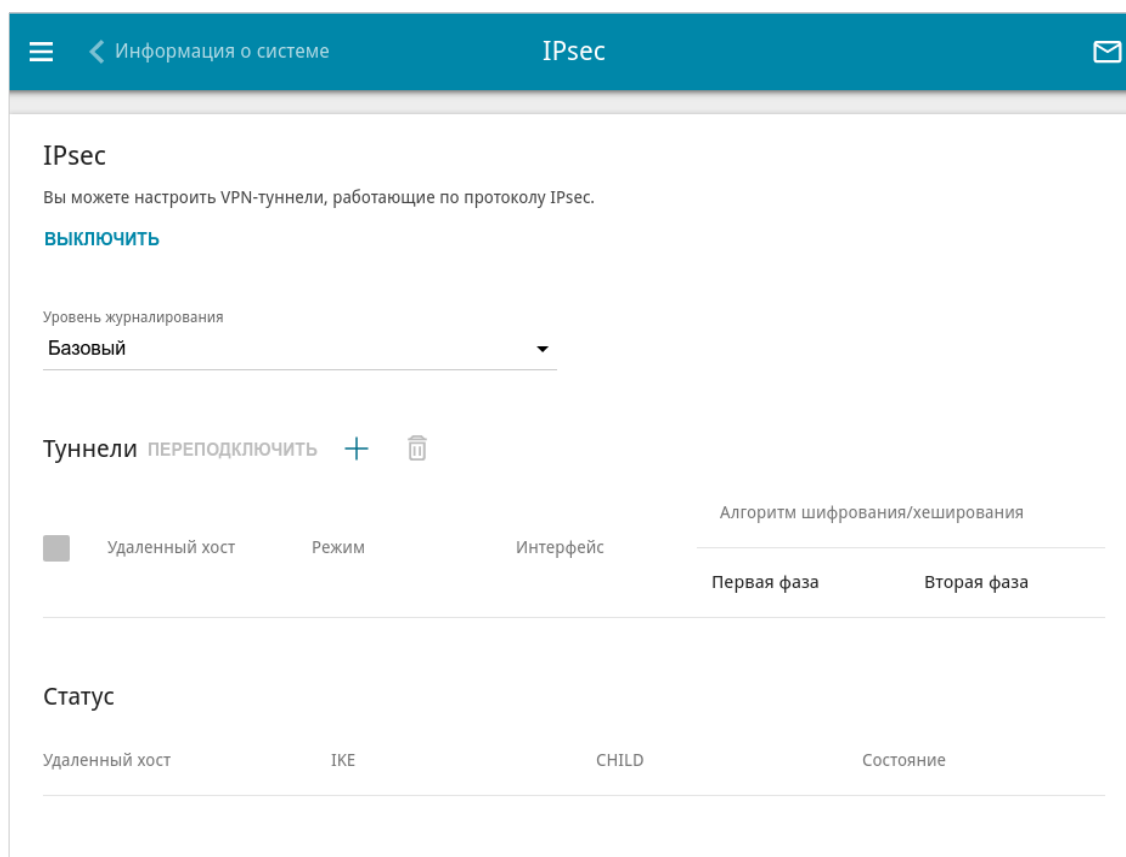 Информация о системе
IPsec
IPsec
Вы можете настроить VPN-туннели, работающие по протоколу IPsec.
ВЫКЛЮЧИТЬ
Уровень журналирования
Базовый
Туннели ПЕРЕПОДКЛЮЧИТЬ
Алгоритм шифрования/хеширования
Удаленный хост Режим Интерфейс
Первая фаза Вторая фаза
Статус
Удаленный хост IKE CHILD Состояние